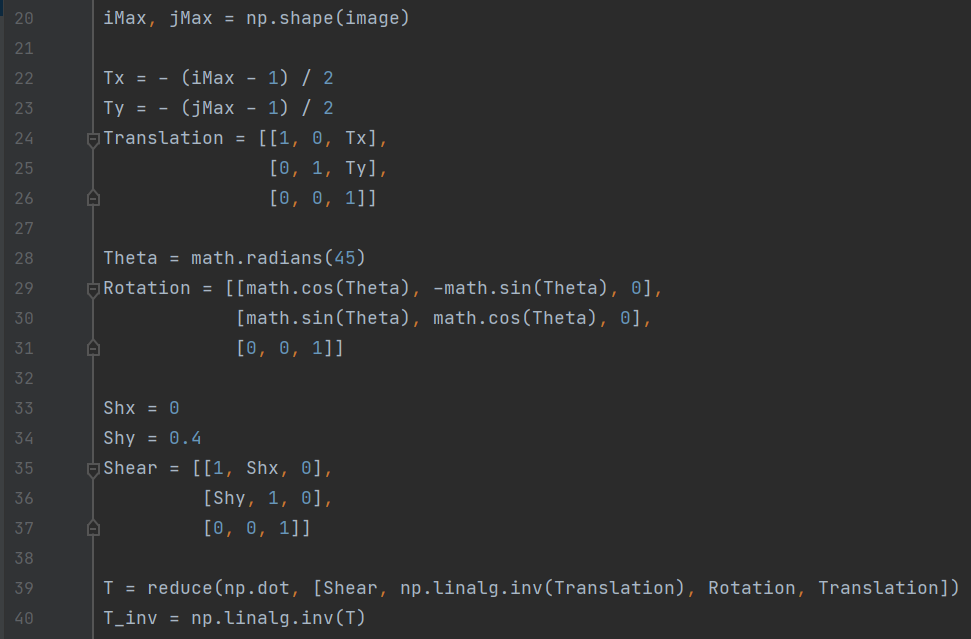 20 iMax, jMax = np.shape(image)
21
22 Tx = - (iMax - 1) / 2
23 Ty = - (jMax - 1) / 2
24 Translation = [[1, 0, Tx],
25                [0, 1, Ty],
26                [0, 0, 1]]
27
28 Theta = math.radians(45)
29 Rotation = [[math.cos(Theta), -math.sin(Theta), 0],
30             [math.sin(Theta), math.cos(Theta), 0],
31             [0, 0, 1]]
32
33 Shx = 0
34 Shy = 0.4
35 Shear = [[1, Shx, 0],
36          [Shy, 1, 0],
37          [0, 0, 1]]
38
39 T = reduce(np.dot, [Shear, np.linalg.inv(Translation), Rotation, Translation])
40 T_inv = np.linalg.inv(T)